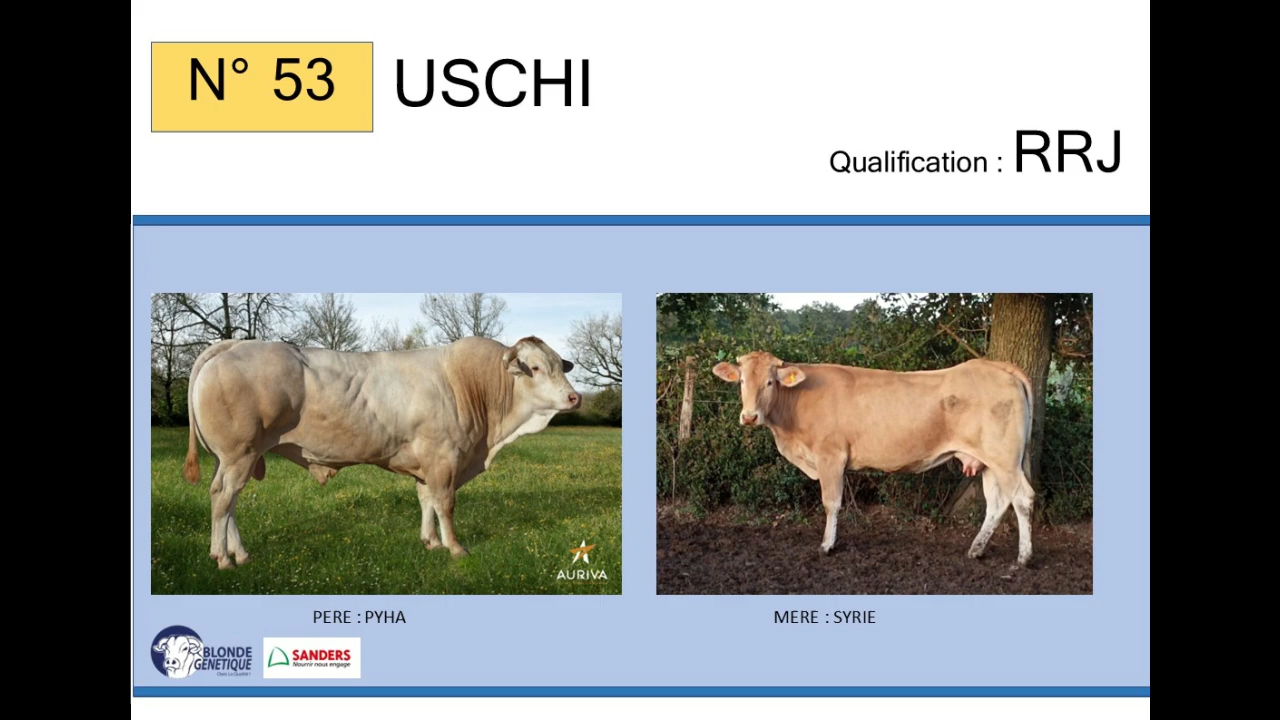 N° 53
USCHI
Qualification : RRJ
AURIVA
PERE : PYHA
MERE : SYRIE
BLONDE
GENETIQUE
SANDERS
Nourrir nous engage